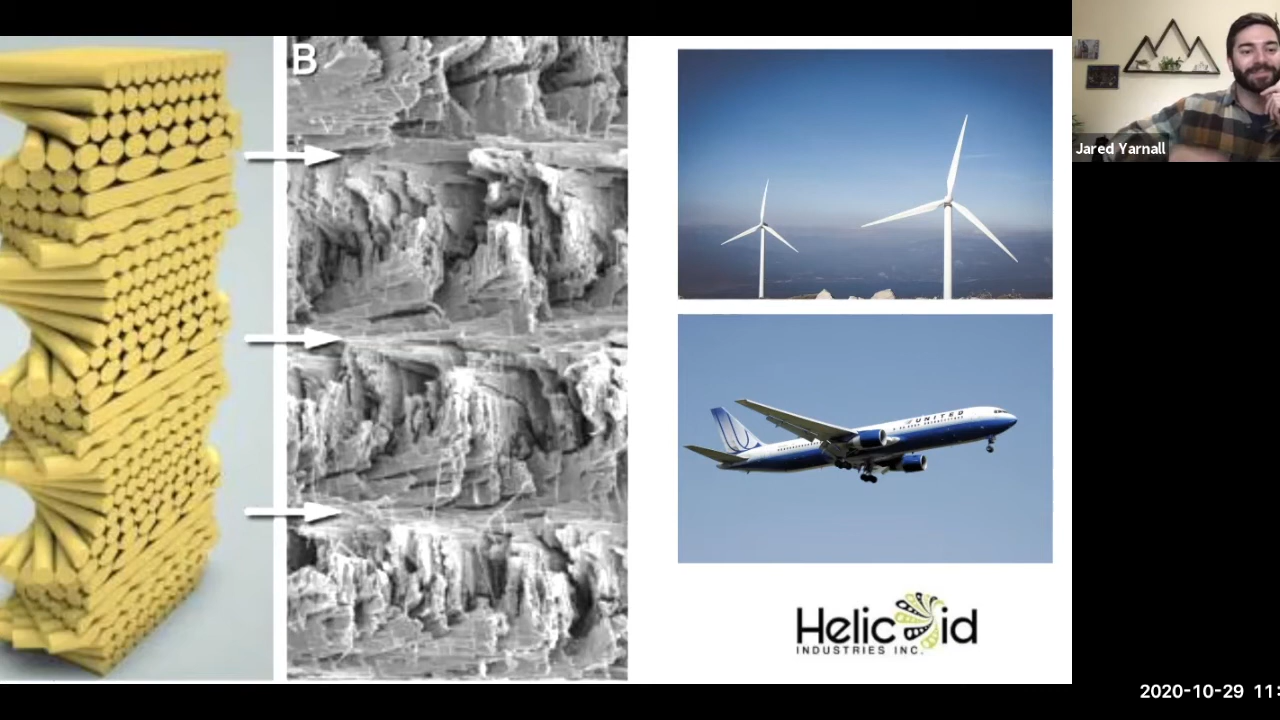 B
UNITED
Helicoid
INDUSTRIES INC.
Jared Yarnall
2020-10-29 11: